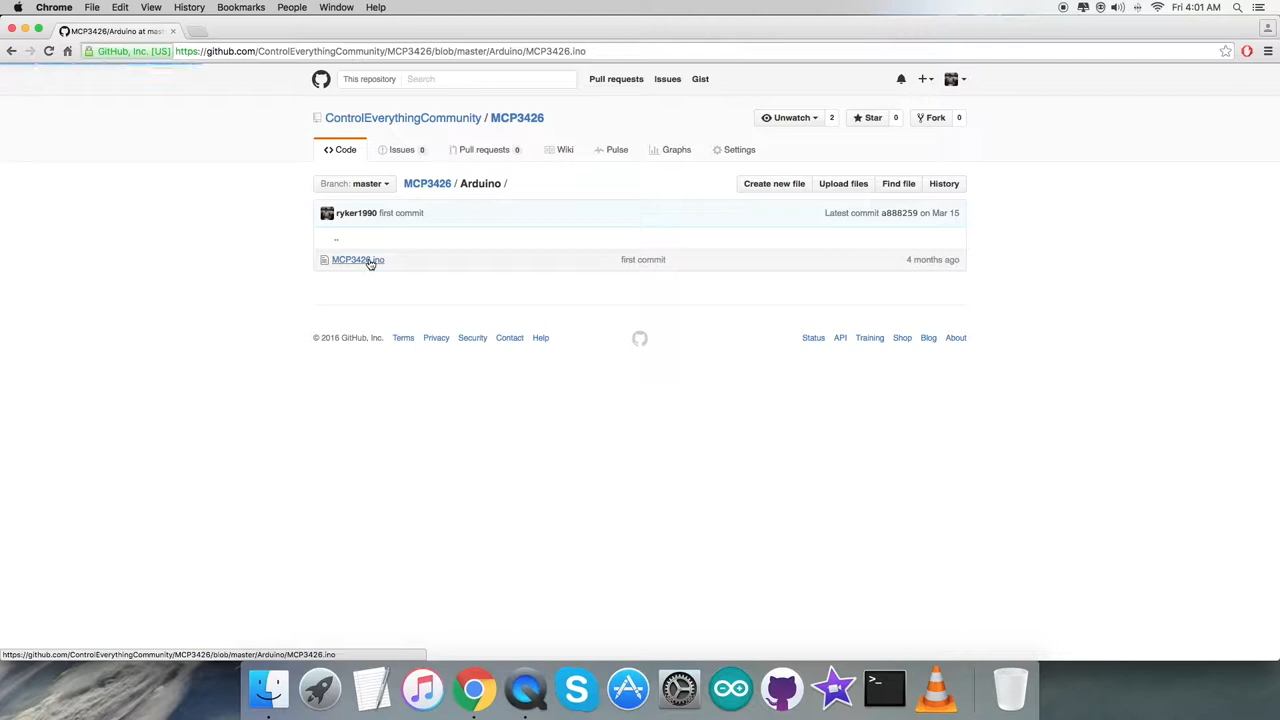 Chrome File Edit View History Bookmarks People Window Help Fri 4:01 AM
MCP3426/Arduino at mast
GitHub, Inc. [US] https://github.com/ControlEverythingCommunity/MCP3426/blob/master/Arduino/MCP3426.ino
This repository Search Pull requests Issues Gist
ControlEverythingCommunity / MCP3426 Unwatch 2 Star 0 Fork 0
Code Issues 0 Pull requests 0 Wiki Pulse Graphs Settings
Branch: master MCP3426 / Arduino / Create new file Upload files Find file History
ryker1990 first commit Latest commit a888259 on Mar 15
..
MCP3426.ino first commit 4 months ago
© 2016 GitHub, Inc. Terms Privacy Security Contact Help Status API Training Shop Blog About
https://github.com/ControlEverythingCommunity/MCP3426/blob/master/Arduino/MCP3426.ino